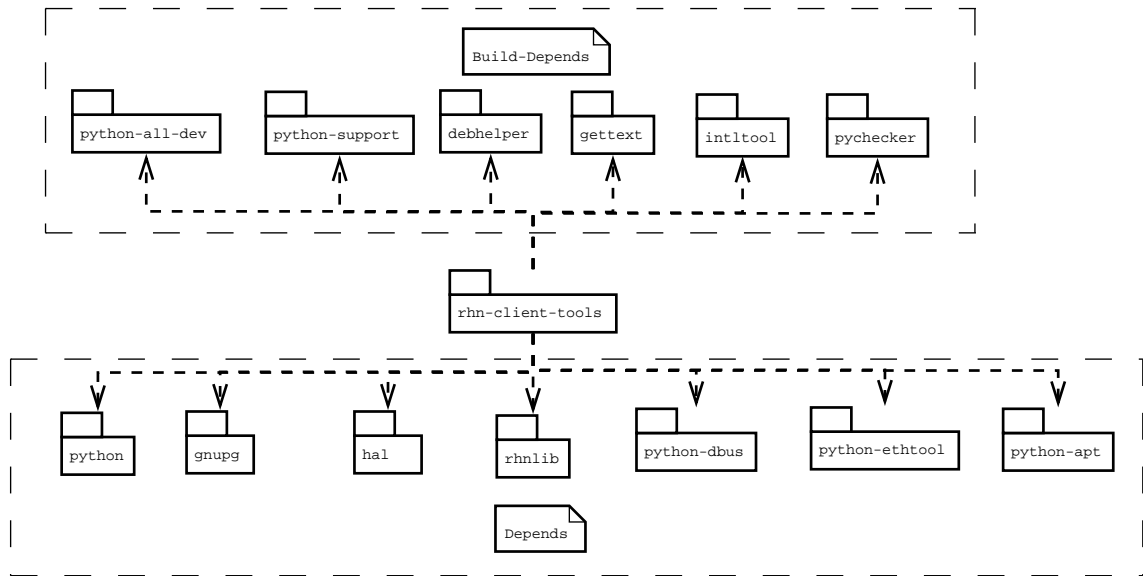 Build-Depends
python-all-dev
python-support
debhelper
gettext
intltool
pychecker
rhn-client-tools
python
gnupg
hal
rhnlib
python-dbus
python-ethtool
python-apt
Depends